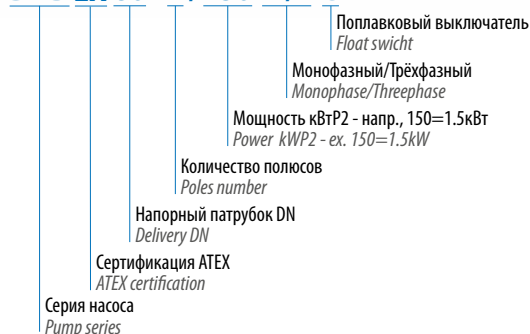 Поплавковый выключатель
Float swicht
Монофазный/Трёхфазный
Monophase/Threephase
Мощность кВтP2 - напр., 150=1.5кВт
Power kWP2 - ex. 150=1.5kW
Количество полюсов
Poles number
Напорный патрубок DN
Delivery DN
Сертификация ATEX
ATEX certification
Серия насоса
Pump series